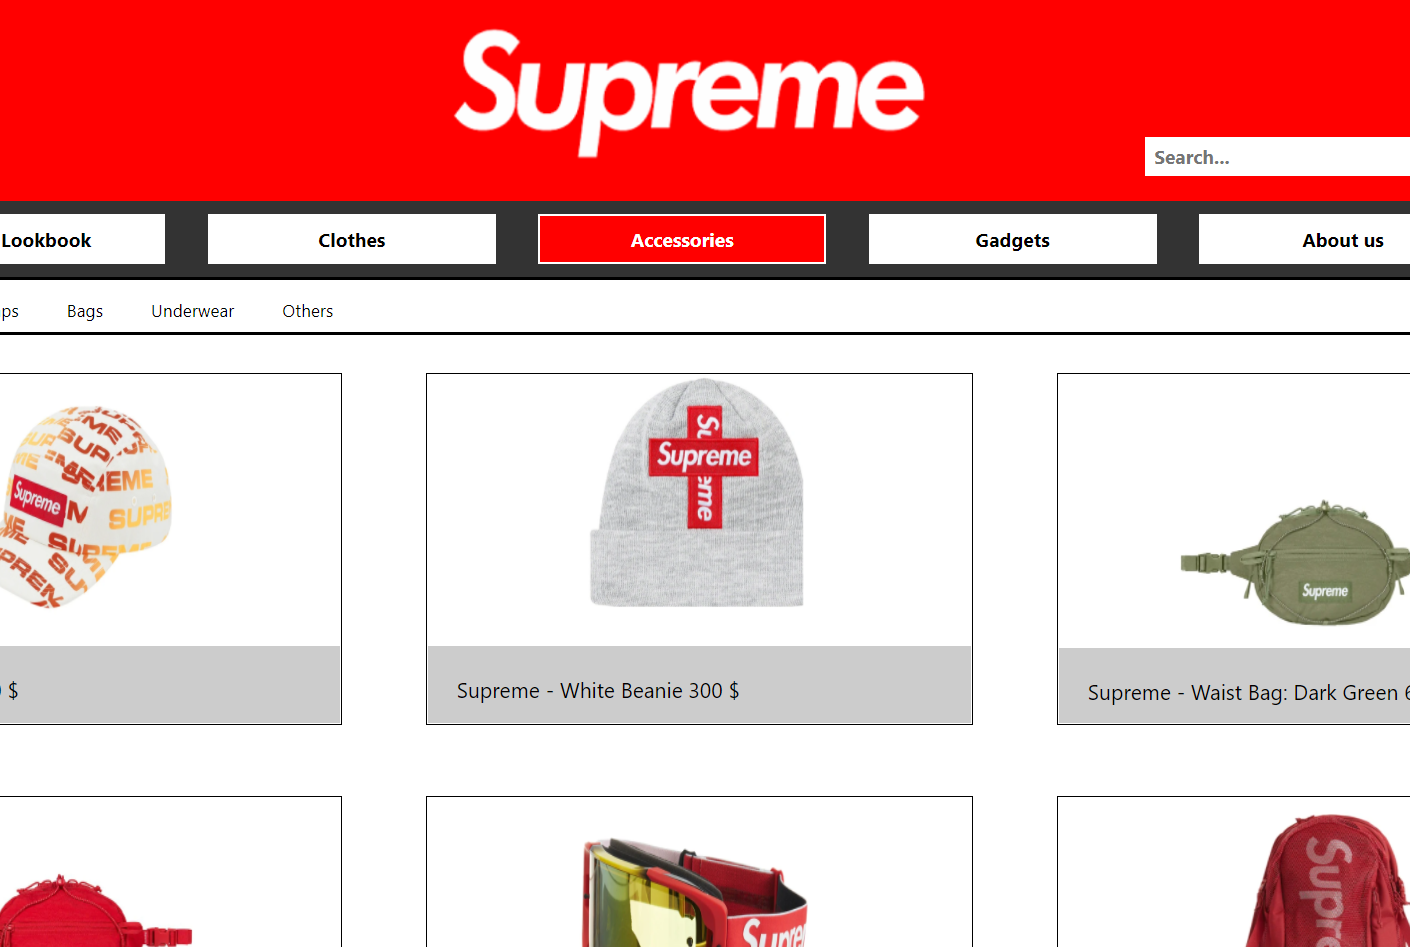 Supreme
Search...
Lookbook
Clothes
Accessories
Gadgets
About us
ps
Bags
Underwear
Others
Supreme
Supreme
Supreme
Supreme
$
Supreme - White Beanie 300 $
Supreme - Waist Bag: Dark Green
Supr
Supre